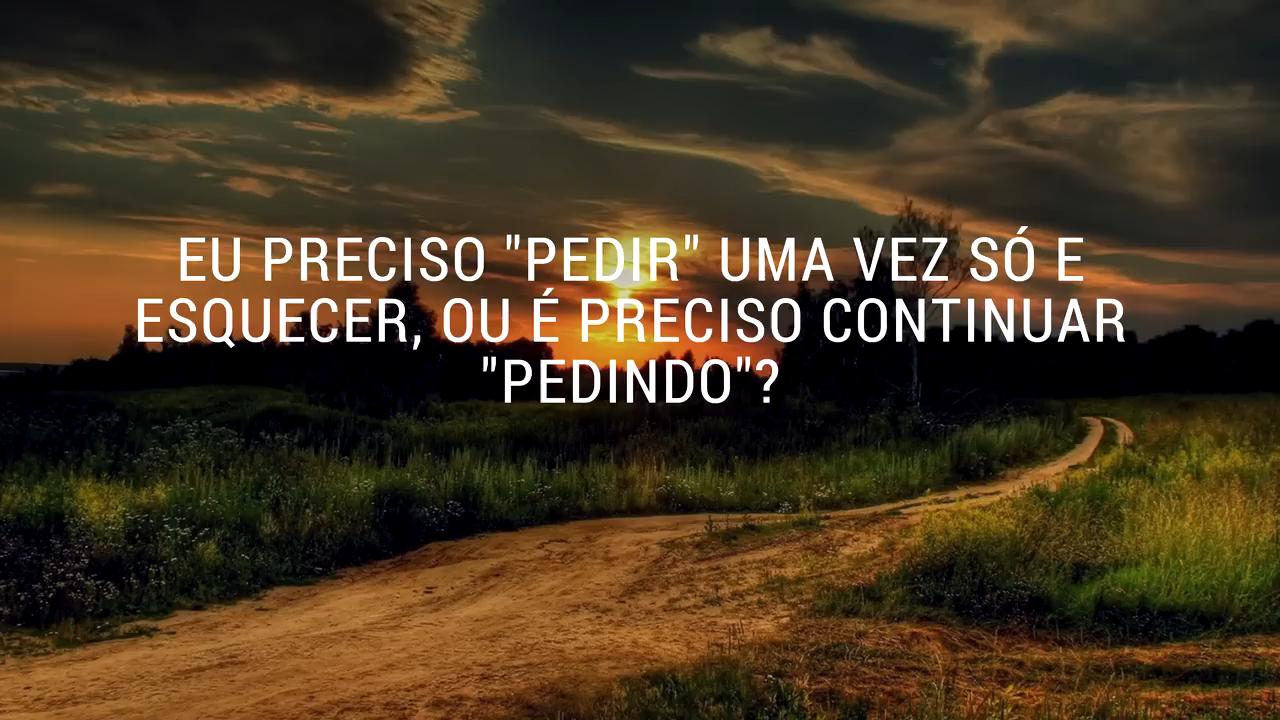 EU PRECISO "PEDIR" UMA VEZ SÓ E
ESQUECER, OU É PRECISO CONTINUAR
"PEDINDO"?